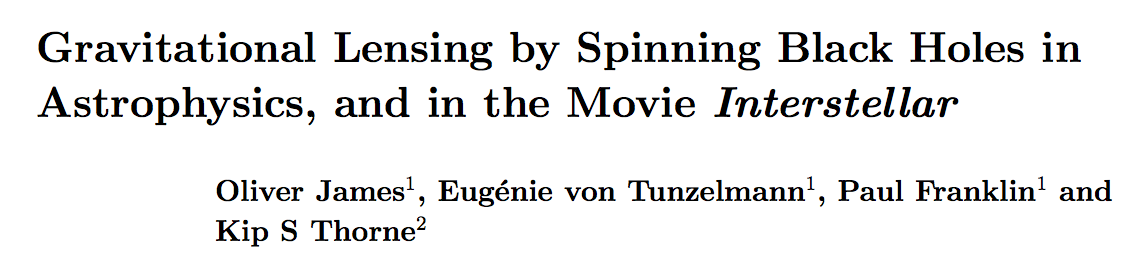 Gravitational Lensing by Spinning Black Holes in
Astrophysics, and in the Movie Interstellar
Oliver James¹, Eugénie von Tunzelmann¹, Paul Franklin¹ and
Kip S Thorne²